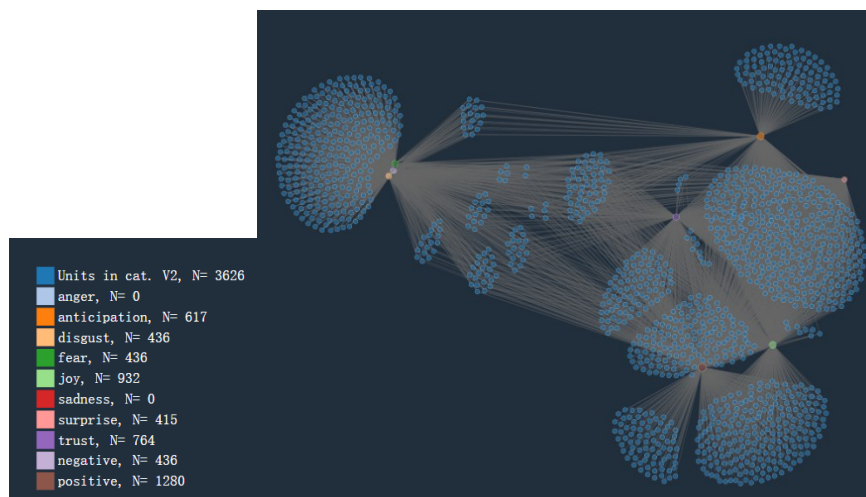 Units in cat. V2, N= 3626
anger, N= 0
anticipation, N= 617
disgust, N= 436
fear, N= 436
joy, N= 932
sadness, N= 0
surprise, N= 415
trust, N= 764
negative, N= 436
positive, N= 1280